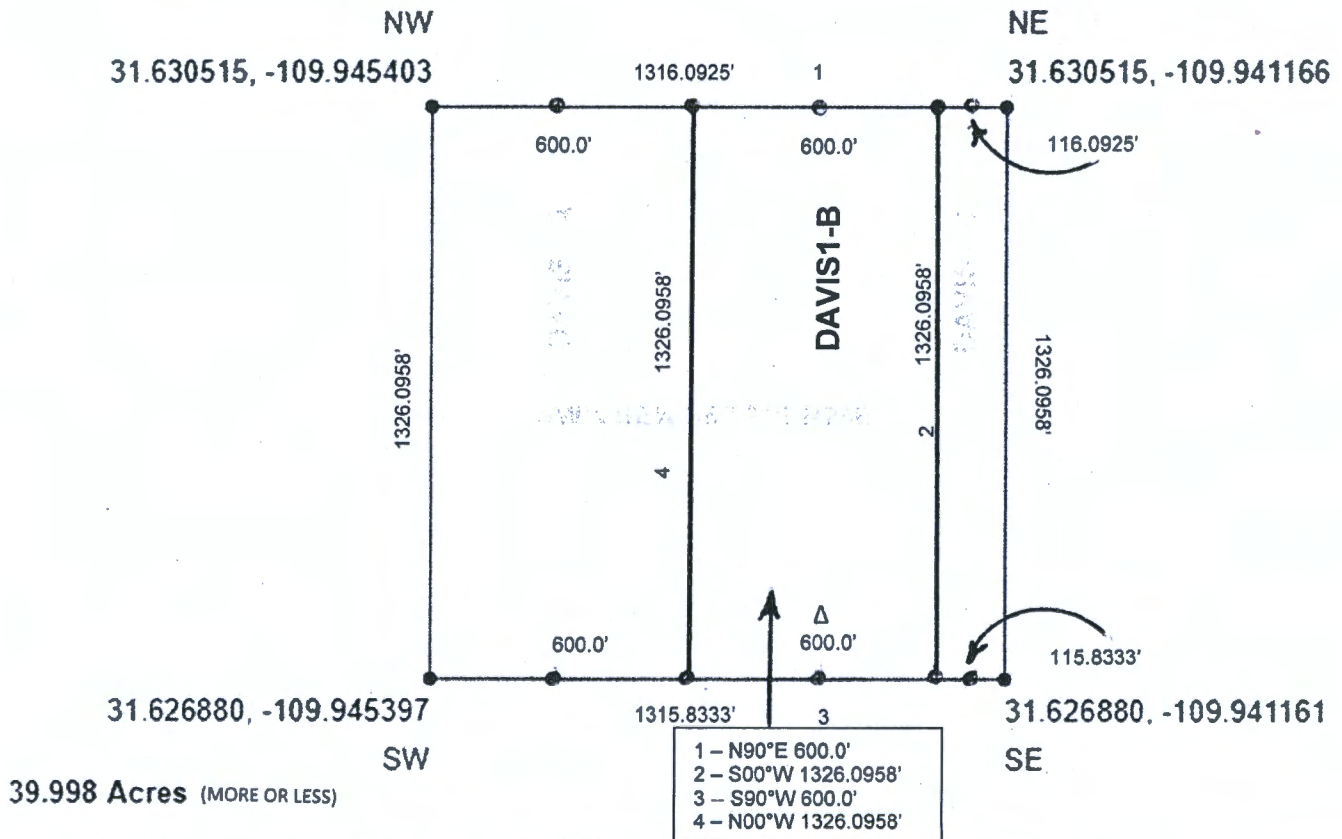 NW
NE
31.630515, -109.945403
1316.0925'
1
31.630515, -109.941166
600.0'
600.0'
116.0925'
DAVIS1-B
1326.0958'
1326.0958'
1326.0958'
1326.0958'
2
4
Δ
600.0'
600.0'
115.8333'
31.626880, -109.945397
1315.8333'
3
31.626880, -109.941161
SW
SE
1 – N90°E 600.0'
2 – S00°W 1326.0958'
3 – S90°W 600.0'
4 – N00°W 1326.0958'
39.998 Acres (MORE OR LESS)